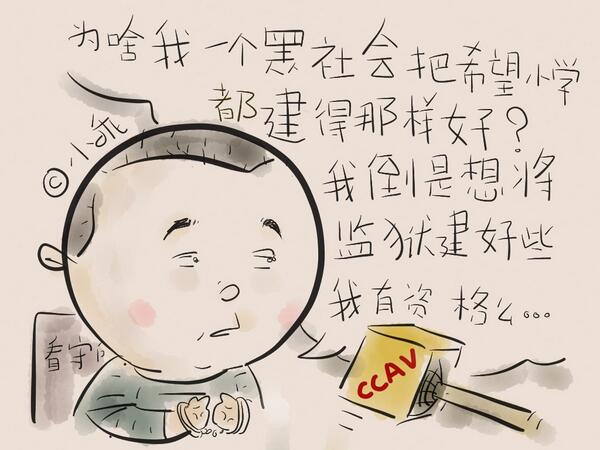 为啥我一个黑社会把希望小学
都建得那样好?
我倒是想将
监狱建好些
我有资格么...
©小乖
看守
CCAV